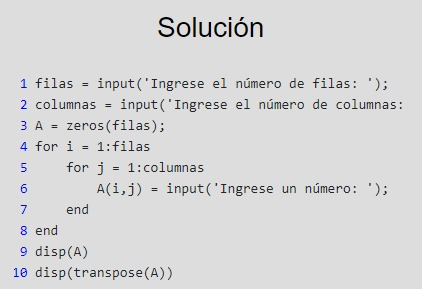 Solución
1 filas = input('Ingrese el número de filas: ');
2 columnas = input('Ingrese el número de columnas:
3 A = zeros(filas);
4 for i = 1:filas
5     for j = 1:columnas
6         A(i,j) = input('Ingrese un número: ');
7     end
8 end
9 disp(A)
10 disp(transpose(A))